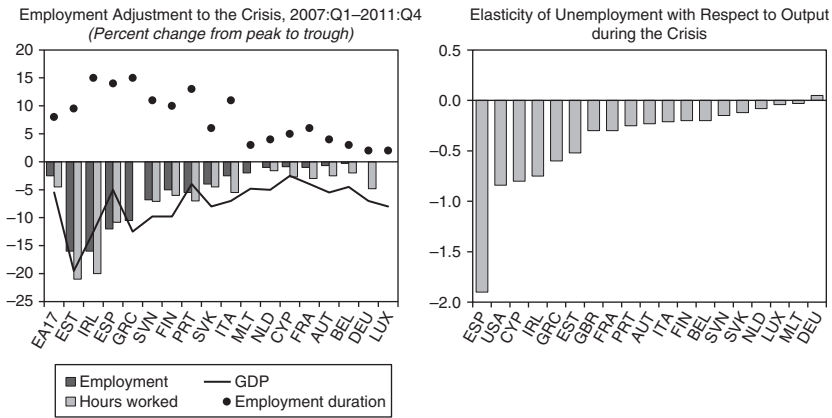 Employment Adjustment to the Crisis, 2007:Q1–2011:Q4
(Percent change from peak to trough)
20
15
10
5
0
–5
–10
–15
–20
–25
EA17 EST IRL ESP GRC SVN FIN PRT SVK ITA MLT NLD CYP FRA AUT BEL DEU LUX
Employment GDP
Hours worked Employment duration
Elasticity of Unemployment with Respect to Output
during the Crisis
0.5
0.0
–0.5
–1.0
–1.5
–2.0
ESP USA CYP IRL GRC EST GBR FRA PRT AUT ITA FIN BEL SVN SVK NLD LUX MLT DEU